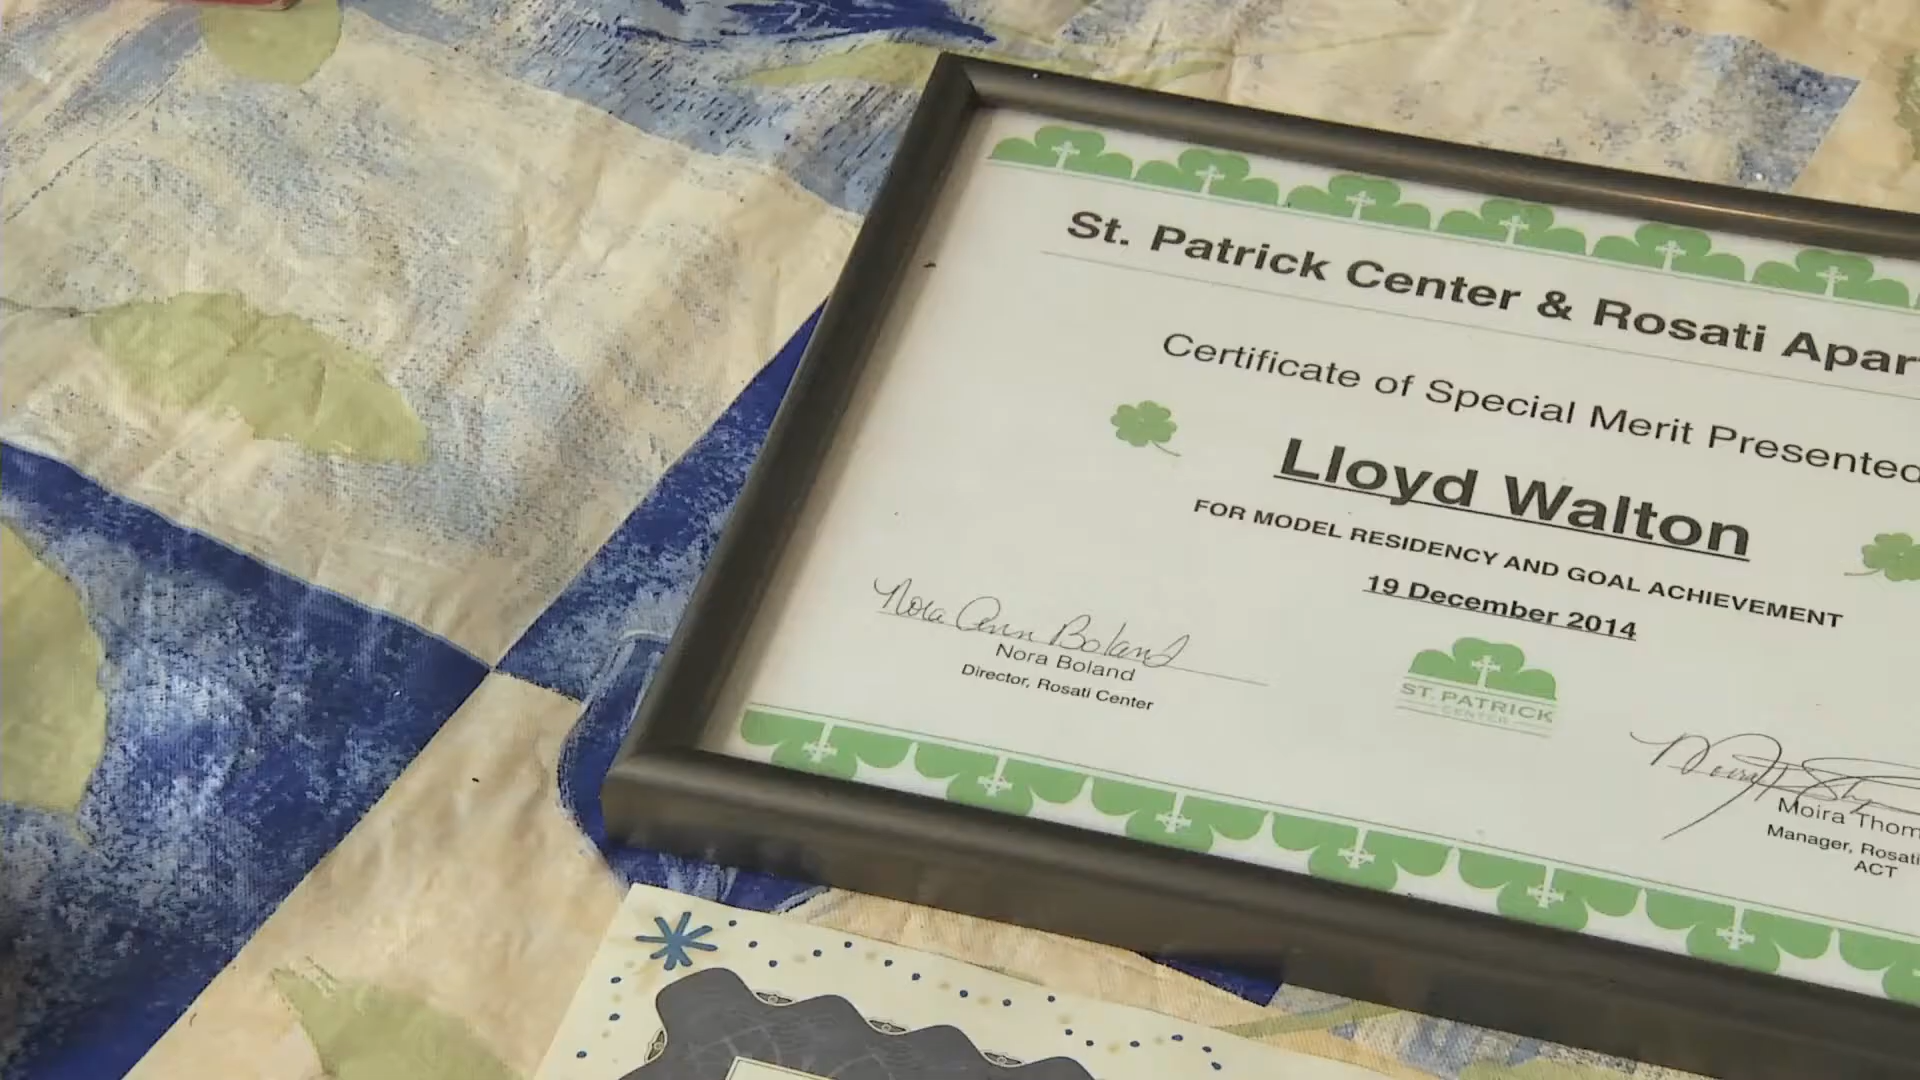 St. Patrick Center & Rosati Apar
Certificate of Special Merit Presented
Lloyd Walton
FOR MODEL RESIDENCY AND GOAL ACHIEVEMENT
19 December 2014
Nora Ann Boland
Nora Boland
Director, Rosati Center
ST. PATRICK
CENTER
Moira Thom
Manager, Rosati
ACT